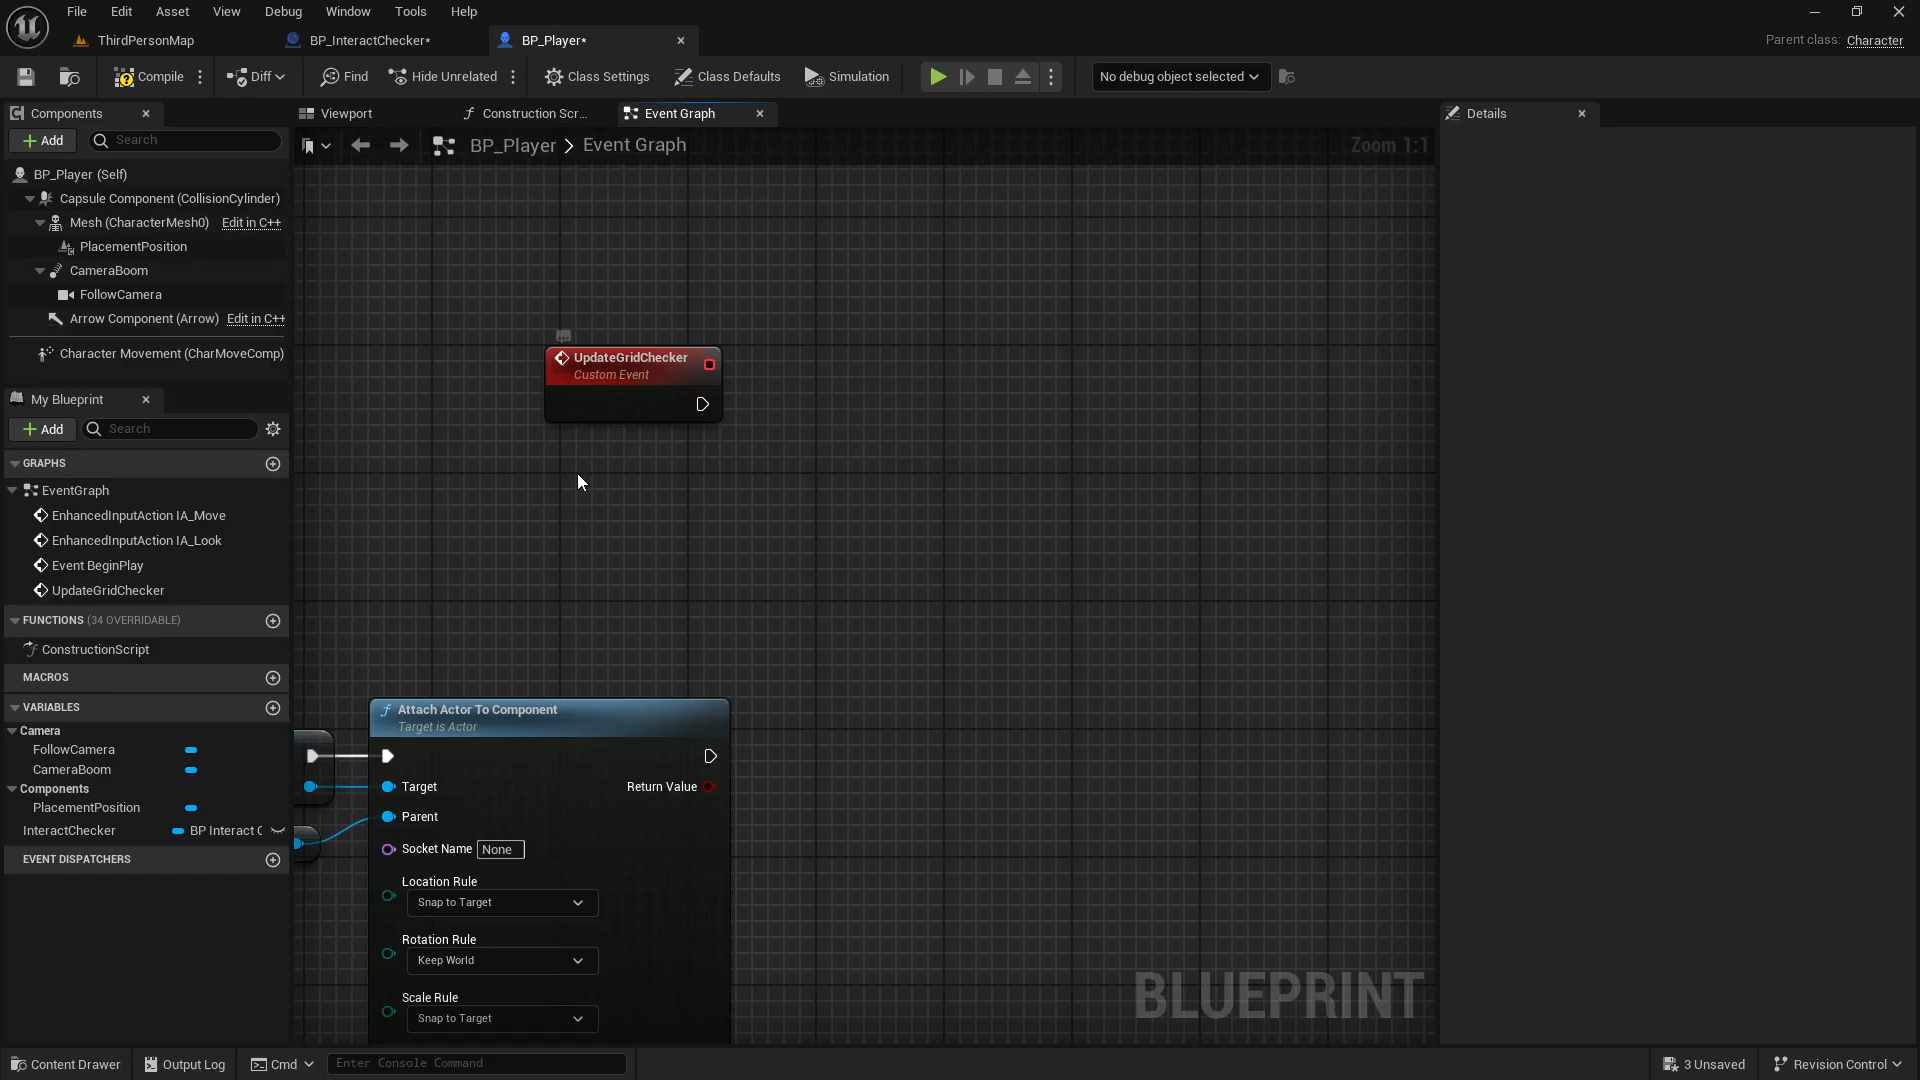 File Edit Asset View Debug Window Tools Help
ThirdPersonMap BP_InteractChecker* BP_Player* Parent class: Character
Compile Diff Find Hide Unrelated Class Settings Class Defaults Simulation No debug object selected
Components
Add Search
BP_Player (Self)
Capsule Component (CollisionCylinder)
Mesh (CharacterMesh0) Edit in C++
PlacementPosition
CameraBoom
FollowCamera
Arrow Component (Arrow) Edit in C++
Character Movement (CharMoveComp)
My Blueprint
Add Search
GRAPHS
EventGraph
EnhancedInputAction IA_Move
EnhancedInputAction IA_Look
Event BeginPlay
UpdateGridChecker
FUNCTIONS (34 OVERRIDABLE)
ConstructionScript
MACROS
VARIABLES
Camera
FollowCamera
CameraBoom
Components
PlacementPosition
InteractChecker BP Interact C
EVENT DISPATCHERS
Viewport Construction Scr... Event Graph
BP_Player > Event Graph Zoom 1:1
UpdateGridChecker
Custom Event
Attach Actor To Component
Target is Actor
Target Return Value
Parent
Socket Name None
Location Rule
Snap to Target
Rotation Rule
Keep World
Scale Rule
Snap to Target
BLUEPRINT
Details
Content Drawer Output Log Cmd Enter Console Command 3 Unsaved Revision Control